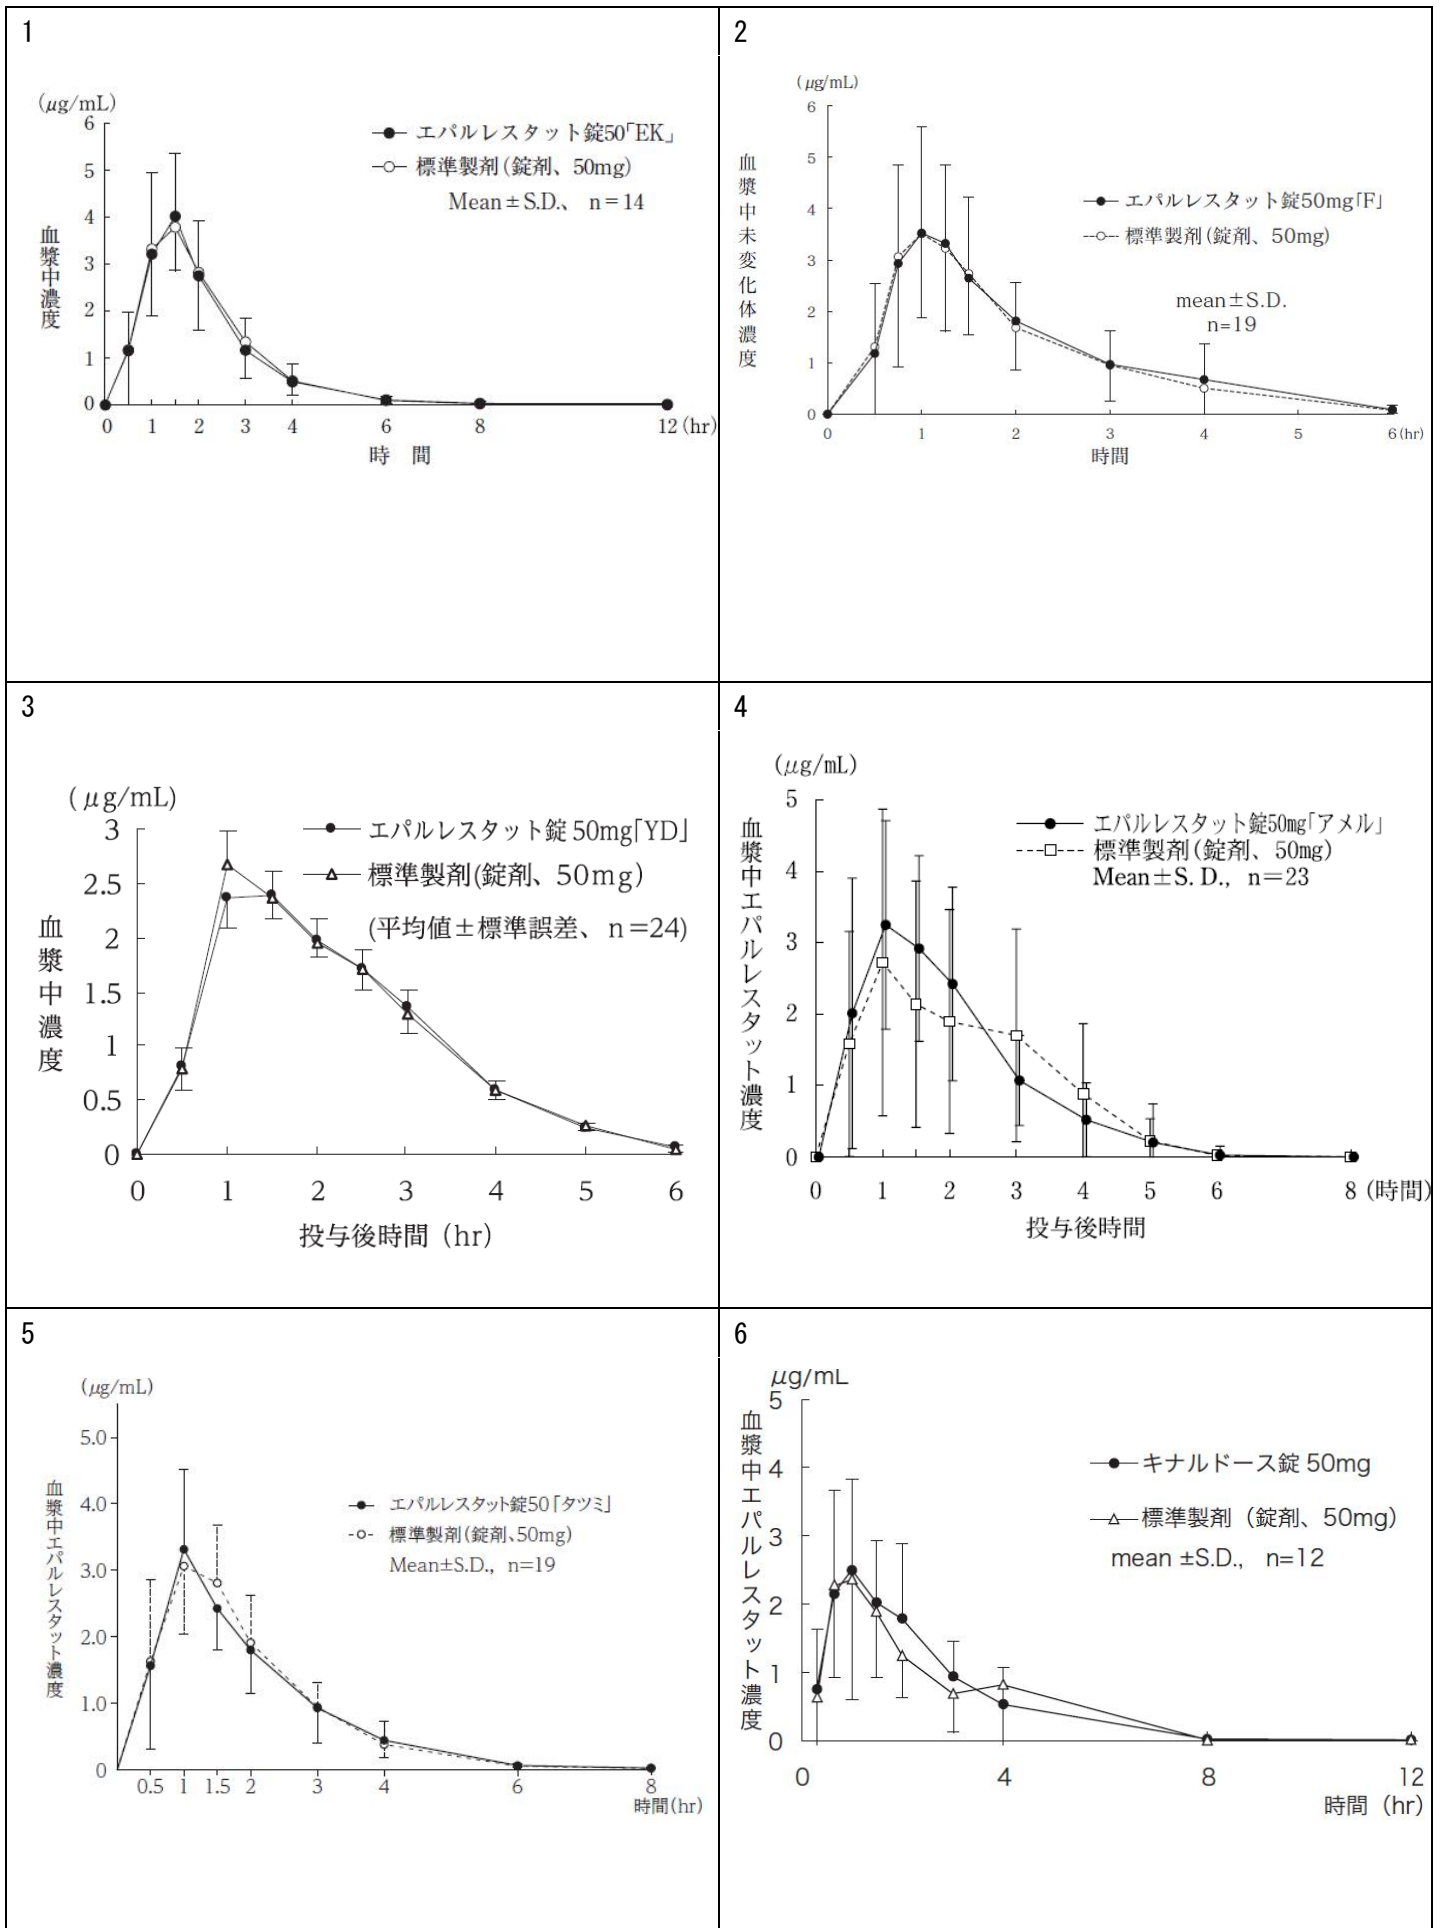 1
(μg/mL)
6
5
4
3
2
1
0
血漿中濃度
エパルレスタット錠50「EK」
標準製剤(錠剤、50mg)
Mean±S.D.、 n=14
0 1 2 3 4 6 8 12(hr)
時 間
2
(μg/mL)
6
5
4
3
2
1
0
血漿中未変化体濃度
エパルレスタット錠50mg「F」
標準製剤(錠剤、50mg)
mean±S.D.
n=19
0 1 2 3 4 5 6(hr)
時間
3
(μg/mL)
3
2.5
2
1.5
1
0.5
0
血漿中濃度
エパルレスタット錠 50mg「YD」
標準製剤(錠剤、50mg)
(平均値±標準誤差、n=24)
0 1 2 3 4 5 6
投与後時間 (hr)
4
(μg/mL)
5
4
3
2
1
0
血漿中エパルレスタット濃度
エパルレスタット錠50mg「アメル」
標準製剤(錠剤、50mg)
Mean±S. D., n=23
0 1 2 3 4 5 6 8 (時間)
投与後時間
5
(μg/mL)
5.0
4.0
3.0
2.0
1.0
0
血漿中エパルレスタット濃度
エパルレスタット錠50「タツミ」
標準製剤(錠剤、50mg)
Mean±S.D., n=19
0.5 1 1.5 2 3 4 6 8
時間(hr)
6
μg/mL
5
4
3
2
1
0
血漿中エパルレスタット濃度
キナルドース錠 50mg
標準製剤（錠剤、50mg）
mean ±S.D., n=12
0 4 8 12
時間（hr）